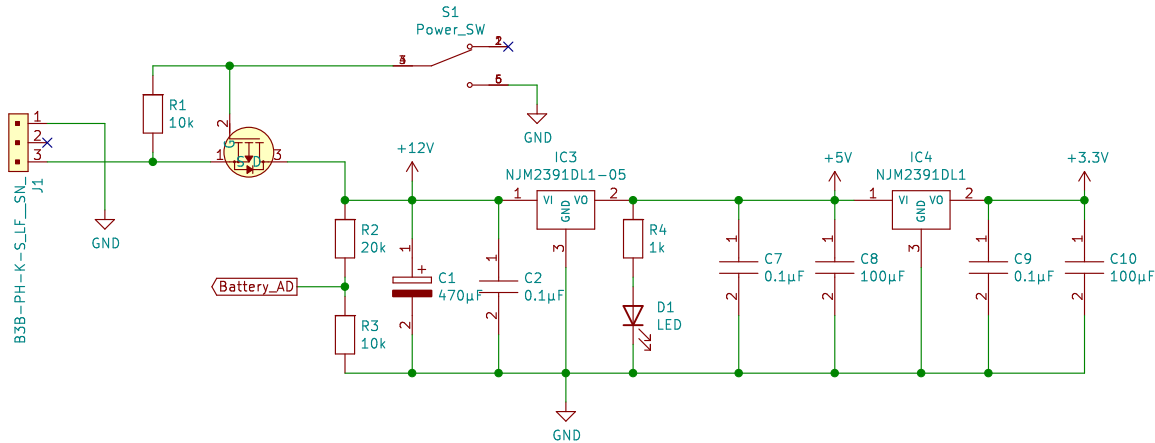 S1
Power_SW
2
6
R1
10k
1
2
3
J1
B3B-PH-K-S_LF__SN_
GND
2
G
S
D
1
3
GND
+12V
IC3
NJM2391DL1-05
1
VI
VO
GND
2
3
+5V
IC4
NJM2391DL1
1
VI
VO
GND
2
3
+3.3V
R2
20k
Battery_AD
R3
10k
1
+
C1
470µF
2
1
C2
0.1µF
2
R4
1k
D1
LED
1
C7
0.1µF
2
1
C8
100µF
2
1
C9
0.1µF
2
1
C10
100µF
2
GND